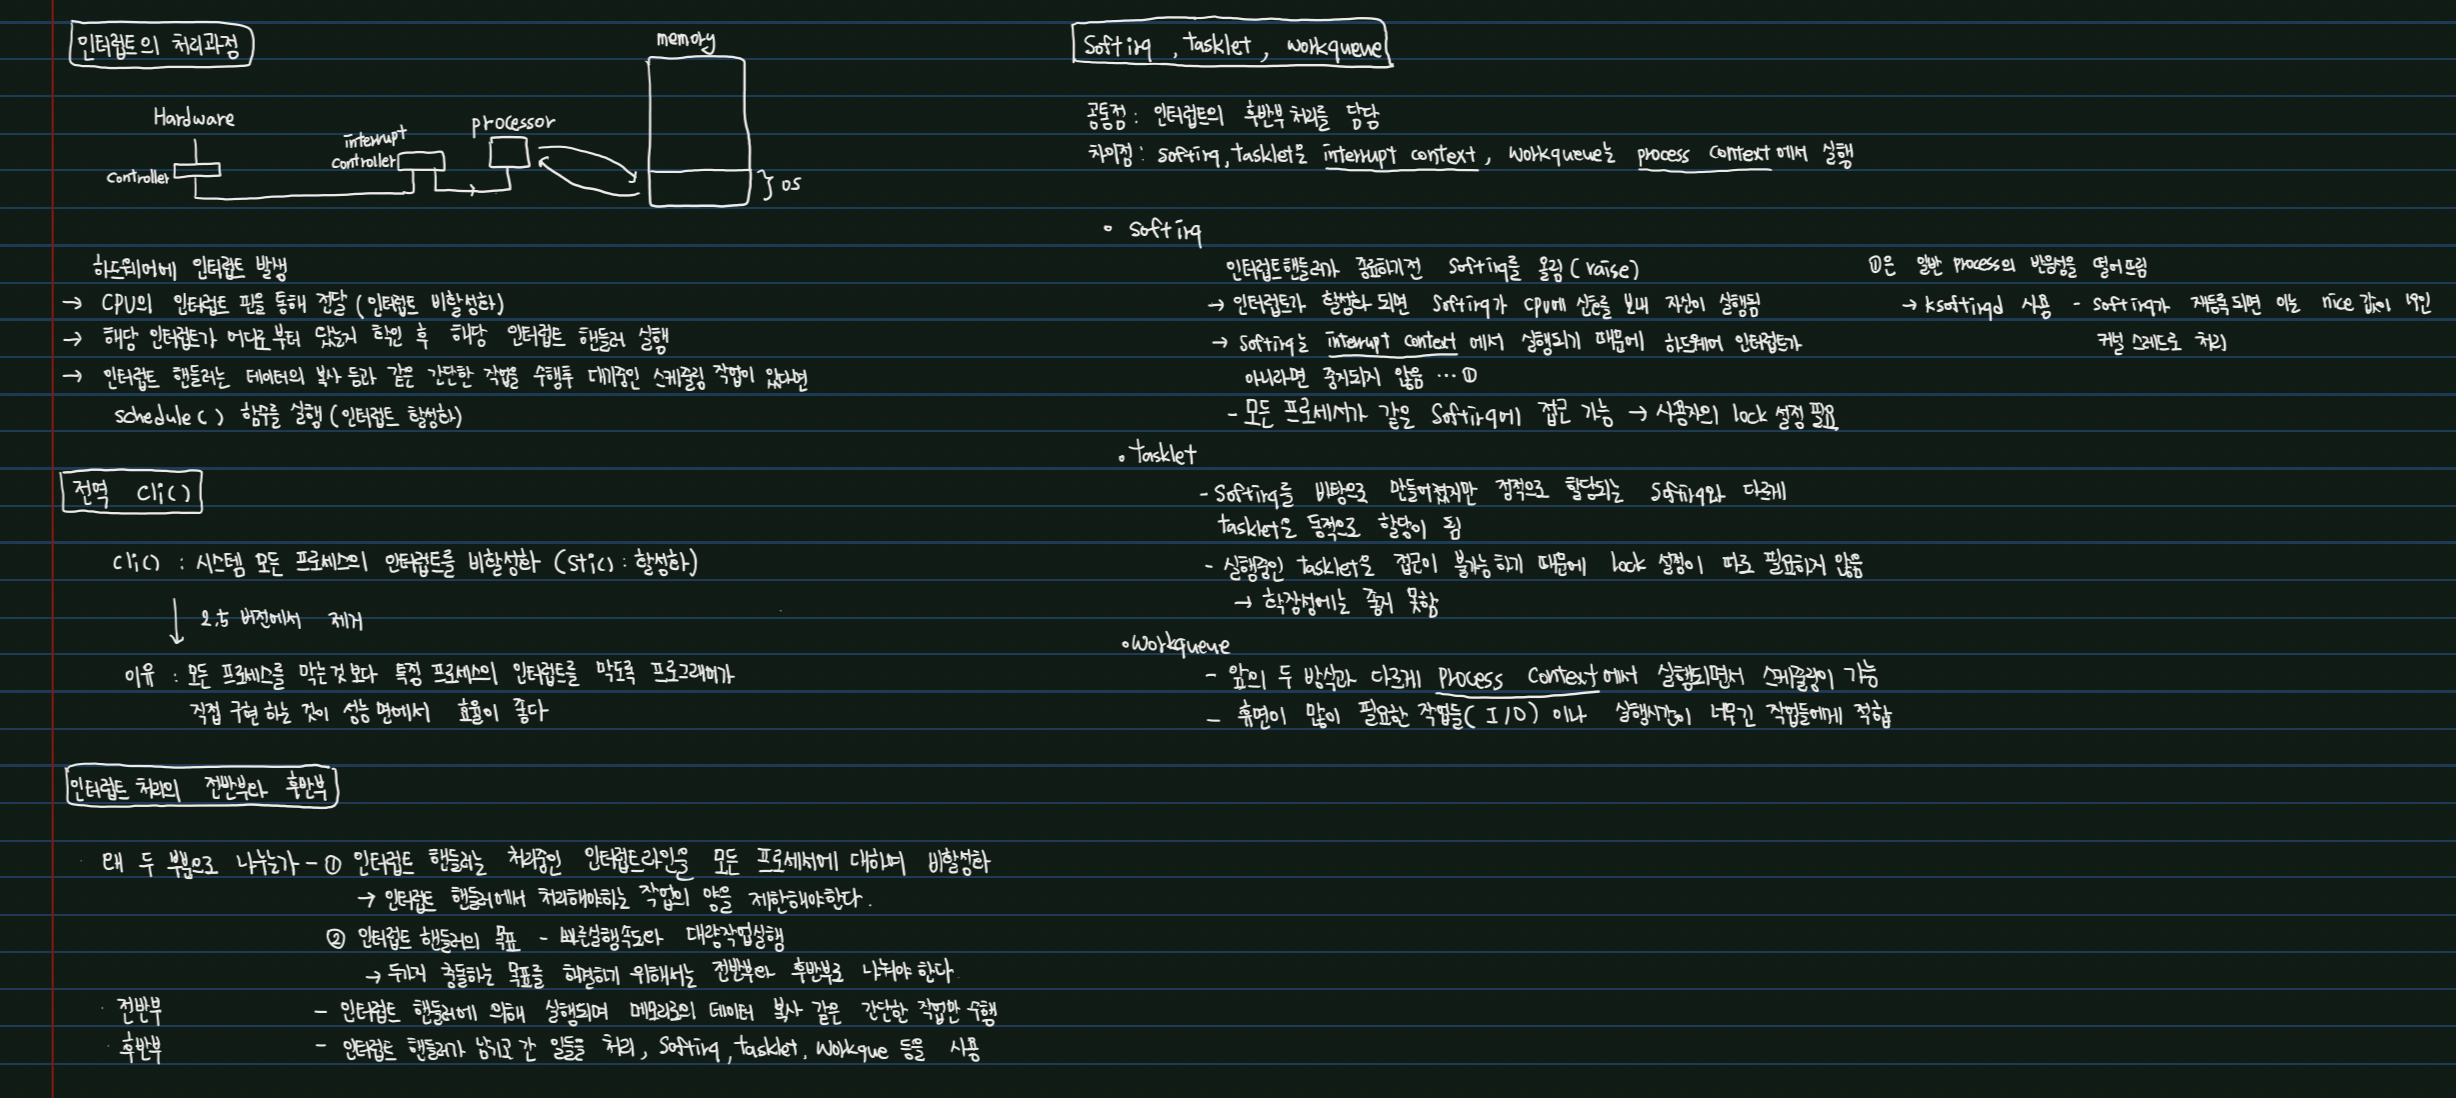 인터럽트의 처리과정
memory
Hardware
interrupt
controller
processor
controller
OS
하드웨어에 인터럽트 발생
→ CPU의 인터럽트 핀을 통해 전달 (인터럽트 비활성화)
→ 해당 인터럽트가 어디로부터 왔는지 확인 후 해당 인터럽트 핸들러 실행
→ 인터럽트 핸들러는 데이터의 복사 등과 같은 간단한 작업을 수행후 대기중인 스케줄링 작업이 있다면
schedule() 함수를 실행 (인터럽트 활성화)
전역 cli()
cli() : 시스템 모든 프로세스의 인터럽트를 비활성화 (sti() : 활성화)
↓ 2.5 버전에서 제거
이유 : 모든 프로세스를 막는것 보다 특정 프로세스의 인터럽트를 막도록 프로그래머가
직접 구현 하는 것이 성능 면에서 효율이 좋다
인터럽트 처리의 전반부와 후반부
왜 두 부분으로 나누는가 - ① 인터럽트 핸들러는 처리중인 인터럽트라인을 모든 프로세서에 대하여 비활성화
→ 인터럽트 핸들러에서 처리해야하는 작업의 양을 제한해야한다.
② 인터럽트 핸들러의 목표 - 빠른실행속도와 대량작업실행
→ 두가지 충돌하는 목표를 해결하기 위해서는 전반부와 후반부로 나눠야 한다.
전반부 - 인터럽트 핸들러에 의해 실행되며 메모리로의 데이터 복사 같은 간단한 작업만 수행
후반부 - 인터럽트 핸들러가 남기고 간 일들을 처리, Softirq, tasklet, workque 등을 사용
Softirq , tasklet , workqueue
공통점 : 인터럽트의 후반부 처리를 담당
차이점 : softirq, tasklet은 interrupt context, workqueue는 process context에서 실행
• softirq
인터럽트핸들러가 종료하기전 softirq를 올림 (raise)
→ 인터럽트가 활성화 되면 softirq가 cpu에 신호를 보내 자신이 실행됨
→ softirq는 interrupt context 에서 실행되기 때문에 하드웨어 인터럽트가
아니라면 중지되지 않음 … ①
- 모든 프로세서가 같은 softirq에 접근 가능 → 사용자의 lock 설정 필요
①은 일반 process의 반응성을 떨어뜨림
→ ksoftirqd 사용 - softirq가 재등록되면 이는 nice 값이 19인
커널 스레드로 처리
• tasklet
- Softirq를 바탕으로 만들어졌지만 정적으로 할당되는 softirq와 다르게
tasklet은 동적으로 할당이 됨
- 실행중인 tasklet은 접근이 불가능하기 때문에 lock 설정이 따로 필요하지 않음
→ 확장성에는 좋지 못함
• workqueue
- 앞의 두 방식과 다르게 process context에서 실행되면서 스케줄링이 가능
- 휴면이 많이 필요한 작업들( I/O ) 이나 실행시간이 너무긴 작업들에게 적합